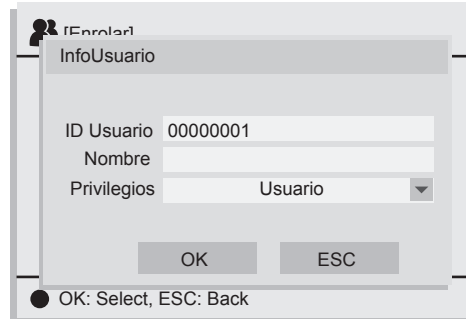 [Enrolar]
InfoUsuario
ID Usuario 00000001
Nombre
Privilegios Usuario
OK ESC
OK: Select, ESC: Back